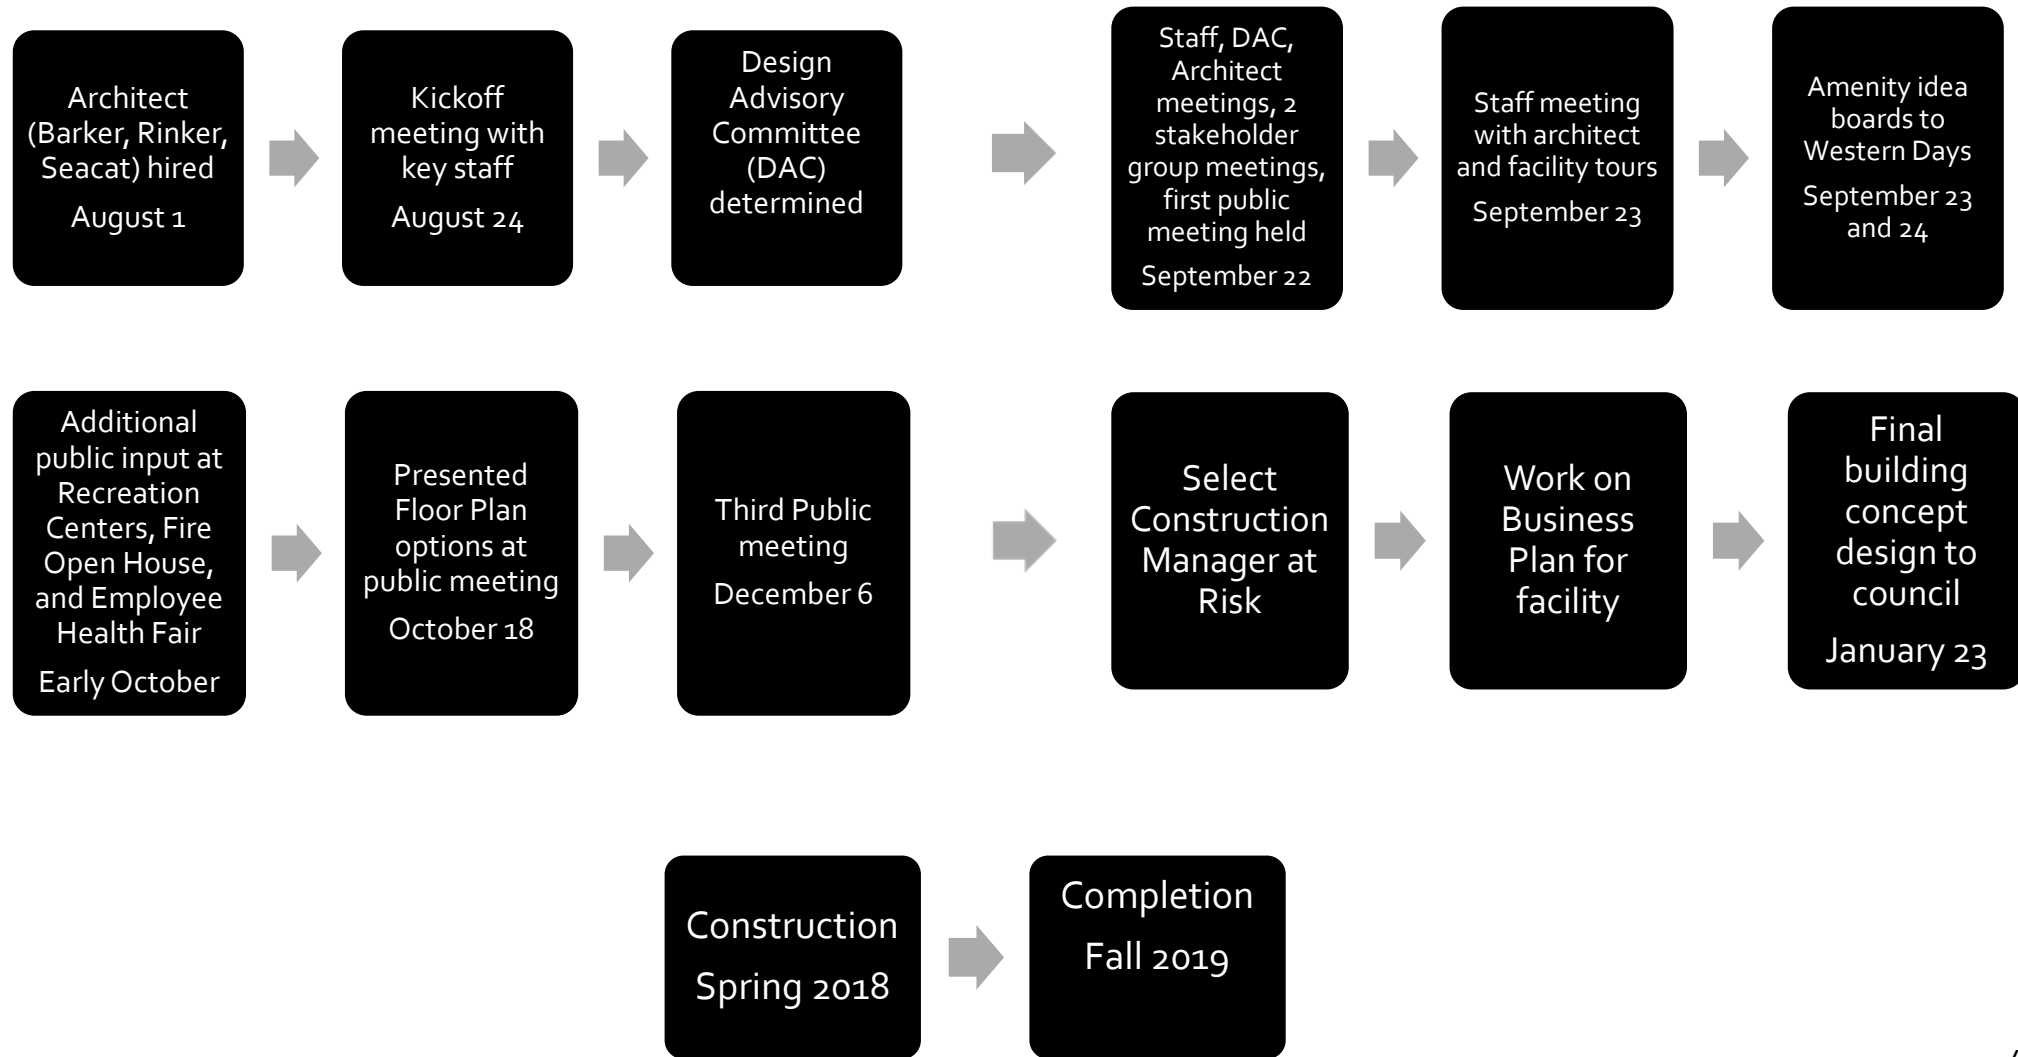 Architect
(Barker, Rinker,
Seacat) hired
August 1
Kickoff
meeting with
key staff
August 24
Design
Advisory
Committee
(DAC)
determined
Staff, DAC,
Architect
meetings, 2
stakeholder
group meetings,
first public
meeting held
September 22
Staff meeting
with architect
and facility tours
September 23
Amenity idea
boards to
Western Days
September 23
and 24
Additional
public input at
Recreation
Centers, Fire
Open House,
and Employee
Health Fair
Early October
Presented
Floor Plan
options at
public meeting
October 18
Third Public
meeting
December 6
Select
Construction
Manager at
Risk
Work on
Business
Plan for
facility
Final
building
concept
design to
council
January 23
Construction
Spring 2018
Completion
Fall 2019